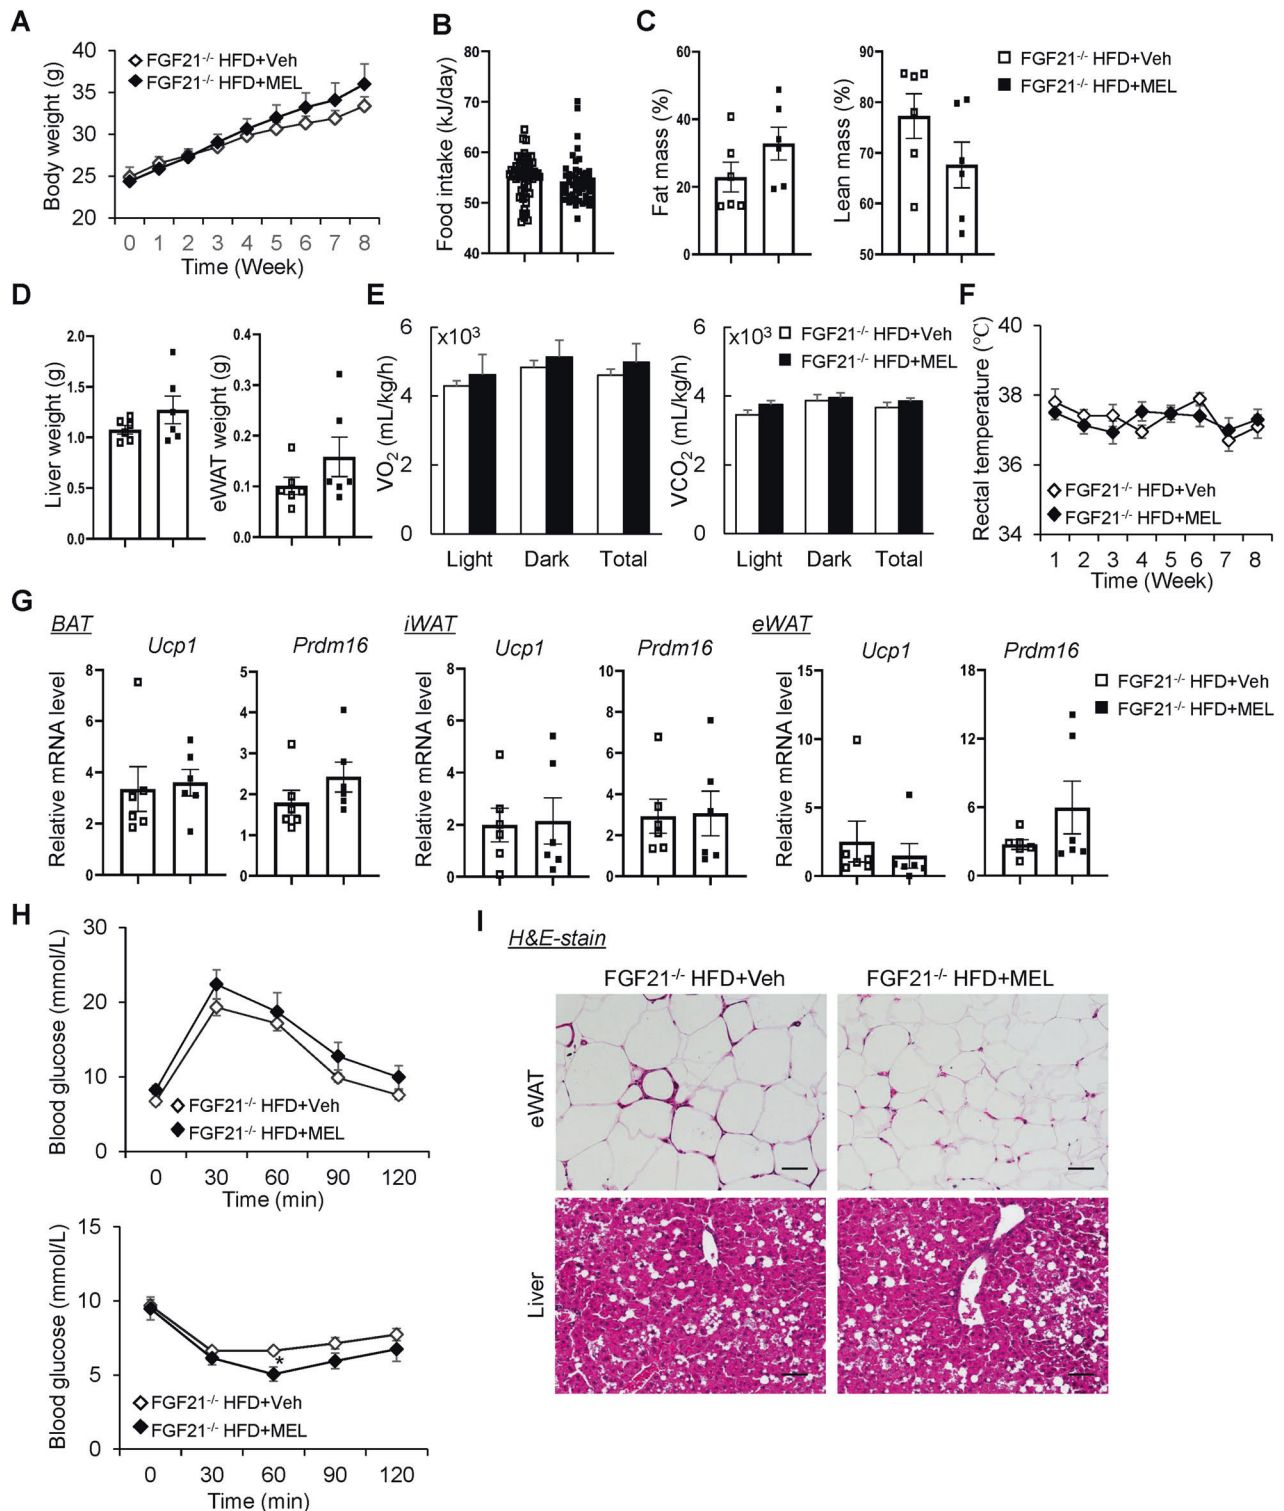 A
Body weight (g)
40
35
30
25
20
FGF21-/- HFD+Veh
FGF21-/- HFD+MEL
0 1 2 3 4 5 6 7 8
Time (Week)
B
Food intake (kJ/day)
80
70
60
50
40
C
Fat mass (%)
60
40
20
0
Lean mass (%)
90
80
70
60
50
FGF21-/- HFD+Veh
FGF21-/- HFD+MEL
D
Liver weight (g)
2.0
1.5
1.0
0.5
0.0
eWAT weight (g)
0.4
0.3
0.2
0.1
0.0
E
VO2 (mL/kg/h)
6
4
2
0
x10³
Light Dark Total
VCO2 (mL/kg/h)
6
4
2
0
x10³
FGF21-/- HFD+Veh
FGF21-/- HFD+MEL
Light Dark Total
F
Rectal temperature (°C)
40
38
36
34
FGF21-/- HFD+Veh
FGF21-/- HFD+MEL
1 2 3 4 5 6 7 8
Time (Week)
G
BAT
Ucp1
Relative mRNA level
8
6
4
2
0
Prdm16
5
4
3
2
1
0
iWAT
Ucp1
Relative mRNA level
8
6
4
2
0
Prdm16
10
8
6
4
2
0
eWAT
Ucp1
Relative mRNA level
15
10
5
0
Prdm16
18
12
6
0
FGF21-/- HFD+Veh
FGF21-/- HFD+MEL
H
Blood glucose (mmol/L)
30
20
10
0
FGF21-/- HFD+Veh
FGF21-/- HFD+MEL
0 30 60 90 120
Time (min)
Blood glucose (mmol/L)
15
10
5
0
*
FGF21-/- HFD+Veh
FGF21-/- HFD+MEL
0 30 60 90 120
Time (min)
I
H&E-stain
FGF21-/- HFD+Veh
FGF21-/- HFD+MEL
eWAT
Liver